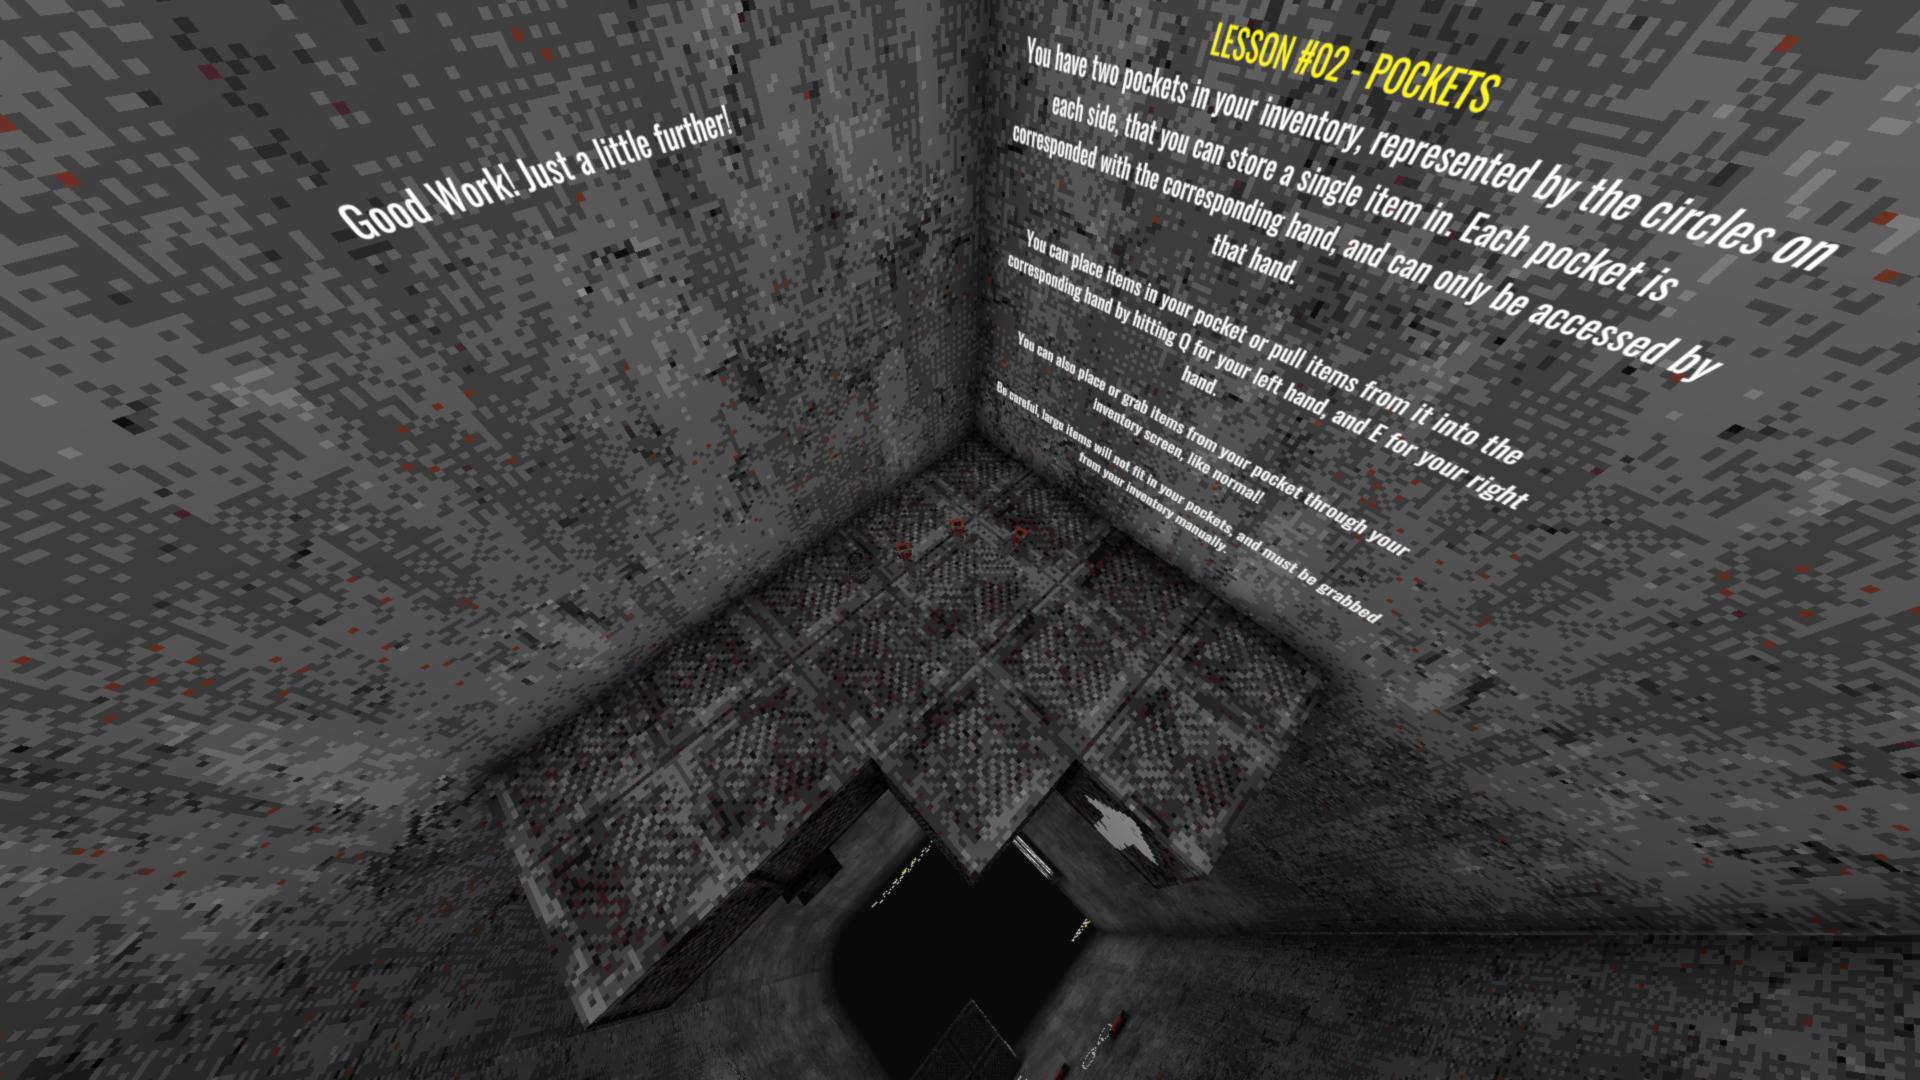 Good Work! Just a little further!
LESSON #02 - POCKETS
You have two pockets in your inventory, represented by the circles on
each side, that you can store a single item in. Each pocket is
corresponded with the corresponding hand, and can only be accessed by
that hand.
You can place items in your pocket or pull items from it into the
corresponding hand by hitting Q for your left hand, and E for your right
hand.
You can also place or grab items from your pocket through your
inventory screen, like normal!
Be careful, large items will not fit in your pockets, and must be grabbed
from your inventory manually.